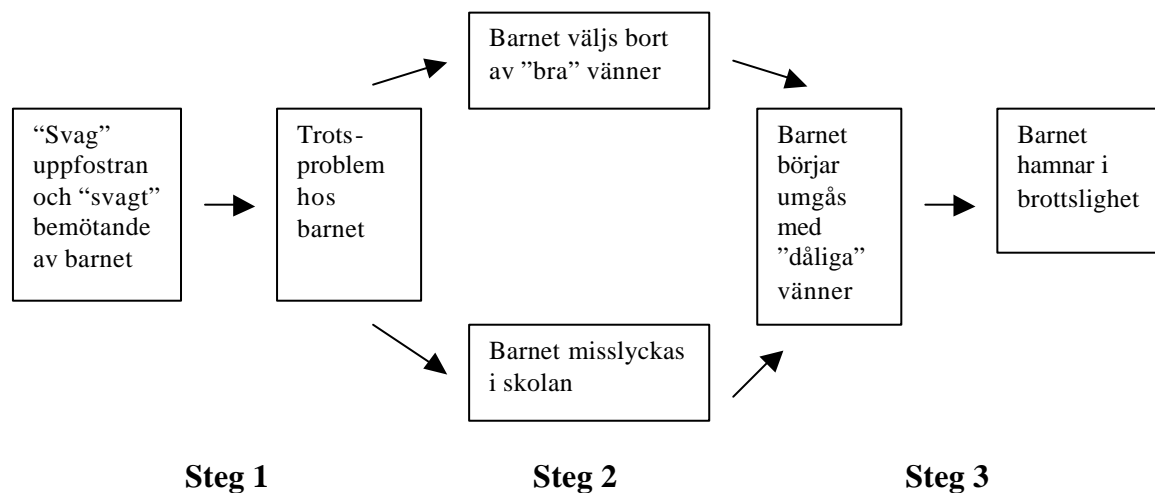 Barnet väljs bort
av ”bra” vänner
“Svag”
uppfostran
och “svagt”
bemötande
av barnet
Trots-
problem
hos
barnet
Barnet
börjar
umgås
med
”dåliga”
vänner
Barnet
hamnar i
brottslighet
Barnet misslyckas
i skolan
Steg 1
Steg 2
Steg 3